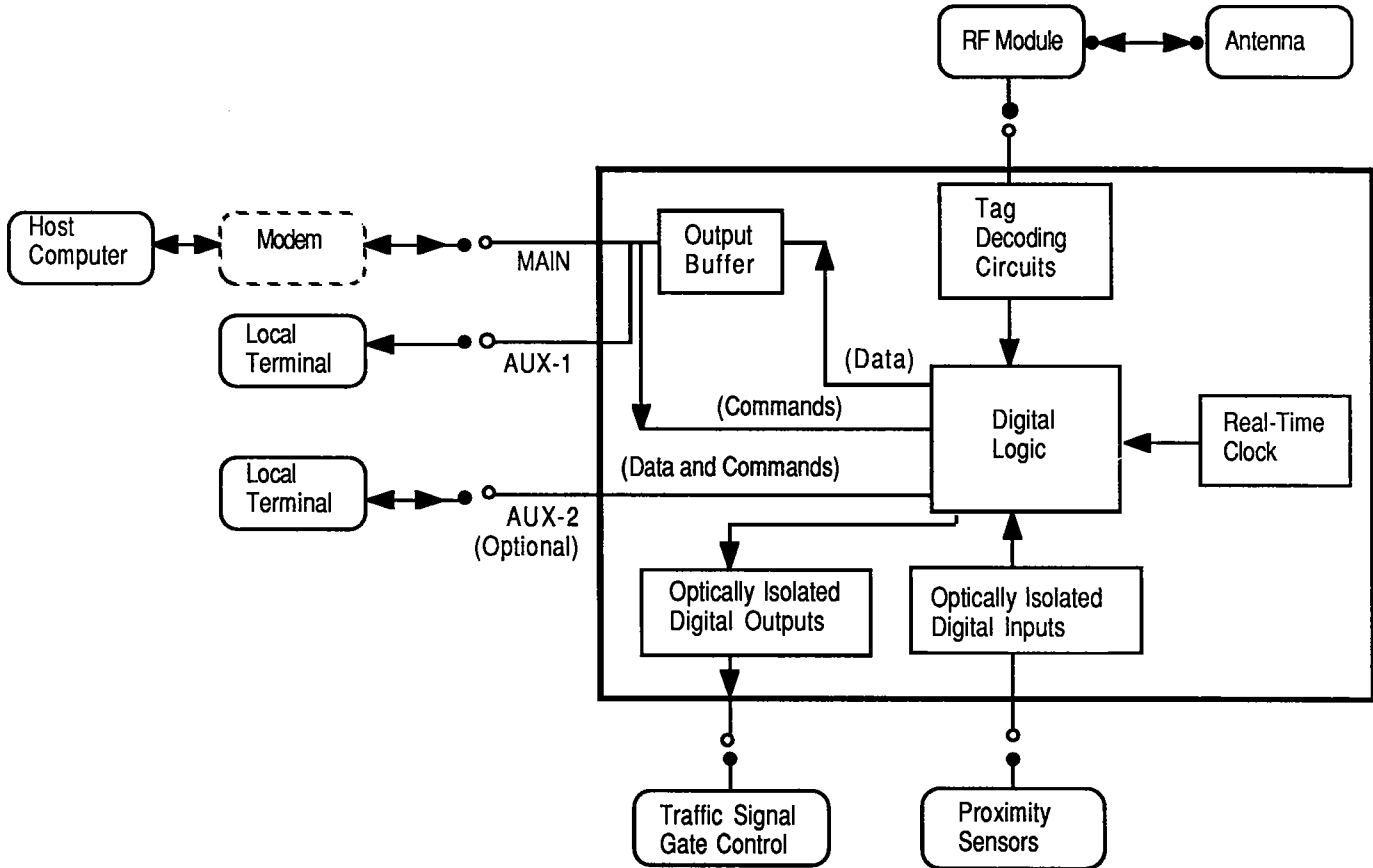 RF Module
Antenna
Host
Computer
Modem
MAIN
Output
Buffer
Tag
Decoding
Circuits
Local
Terminal
AUX-1
(Data)
(Commands)
Digital
Logic
Real-Time
Clock
Local
Terminal
(Data and Commands)
AUX-2
(Optional)
Optically Isolated
Digital Outputs
Optically Isolated
Digital Inputs
Traffic Signal
Gate Control
Proximity
Sensors